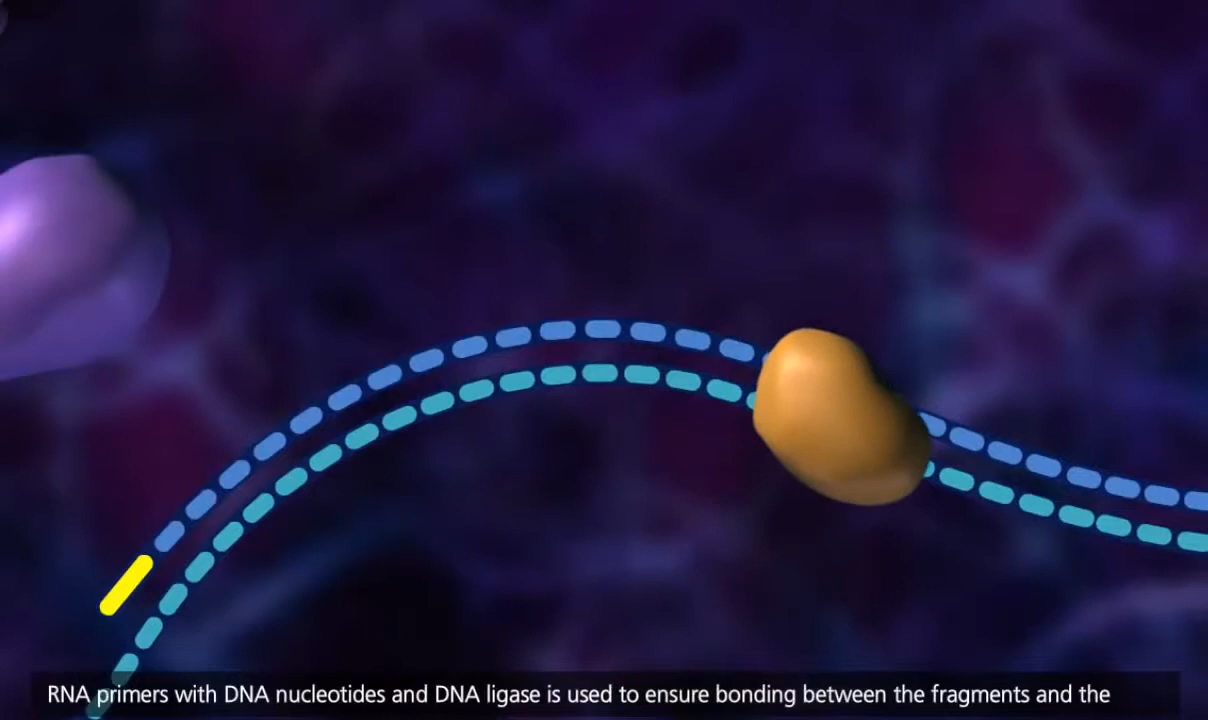 RNA primers with DNA nucleotides and DNA ligase is used to ensure bonding between the fragments and the